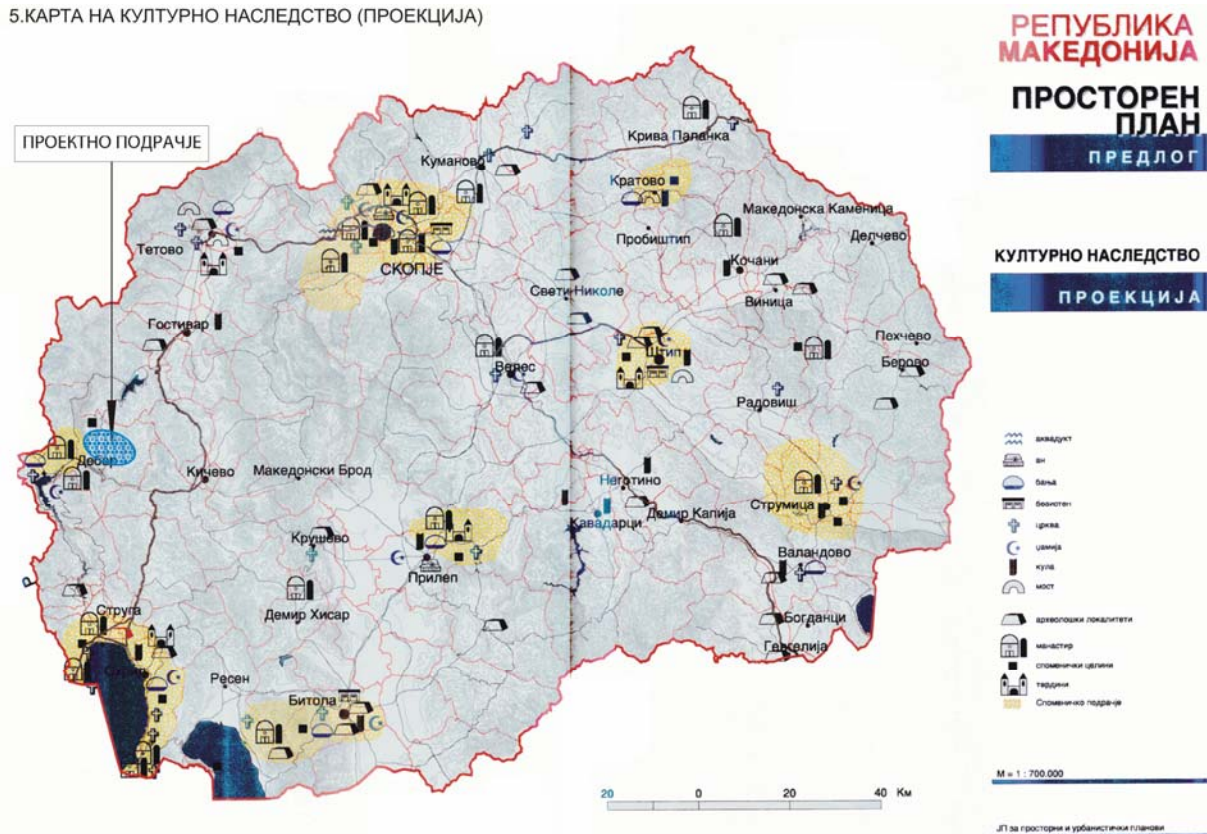 5.КАРТА НА КУЛТУРНО НАСЛЕДСТВО (ПРОЕКЦИЈА)
РЕПУБЛИКА
МАКЕДОНИЈА
ПРОСТОРЕН
ПЛАН
ПРЕДЛОГ
КУЛТУРНО НАСЛЕДСТВО
ПРОЕКЦИЈА
ПРОЕКТНО ПОДРАЧЈЕ
Крива Паланка
Куманово
Кратово
Македонска Каменица
Делчево
Пробиштип
Тетово
СКОПЈЕ
Кочани
Виница
Свети Николе
Гостивар
Пехчево
Штип
Берово
Велес
Радовиш
Дебар
Кичево
Македонски Брод
Неготино
Струмица
Кавадарци
Демир Капија
Крушево
Валандово
Прилеп
Струга
Демир Хисар
Богданци
Гевгелија
Охрид
Ресен
Битола
аквадукт
ан
бања
безистен
црква
џамија
кула
мост
археолошки локалитети
манастир
споменички целини
тврдини
Споменичко подрачје
М = 1 : 700.000
20 0 20 40 Км
ЈП за просторни и урбанистички планови